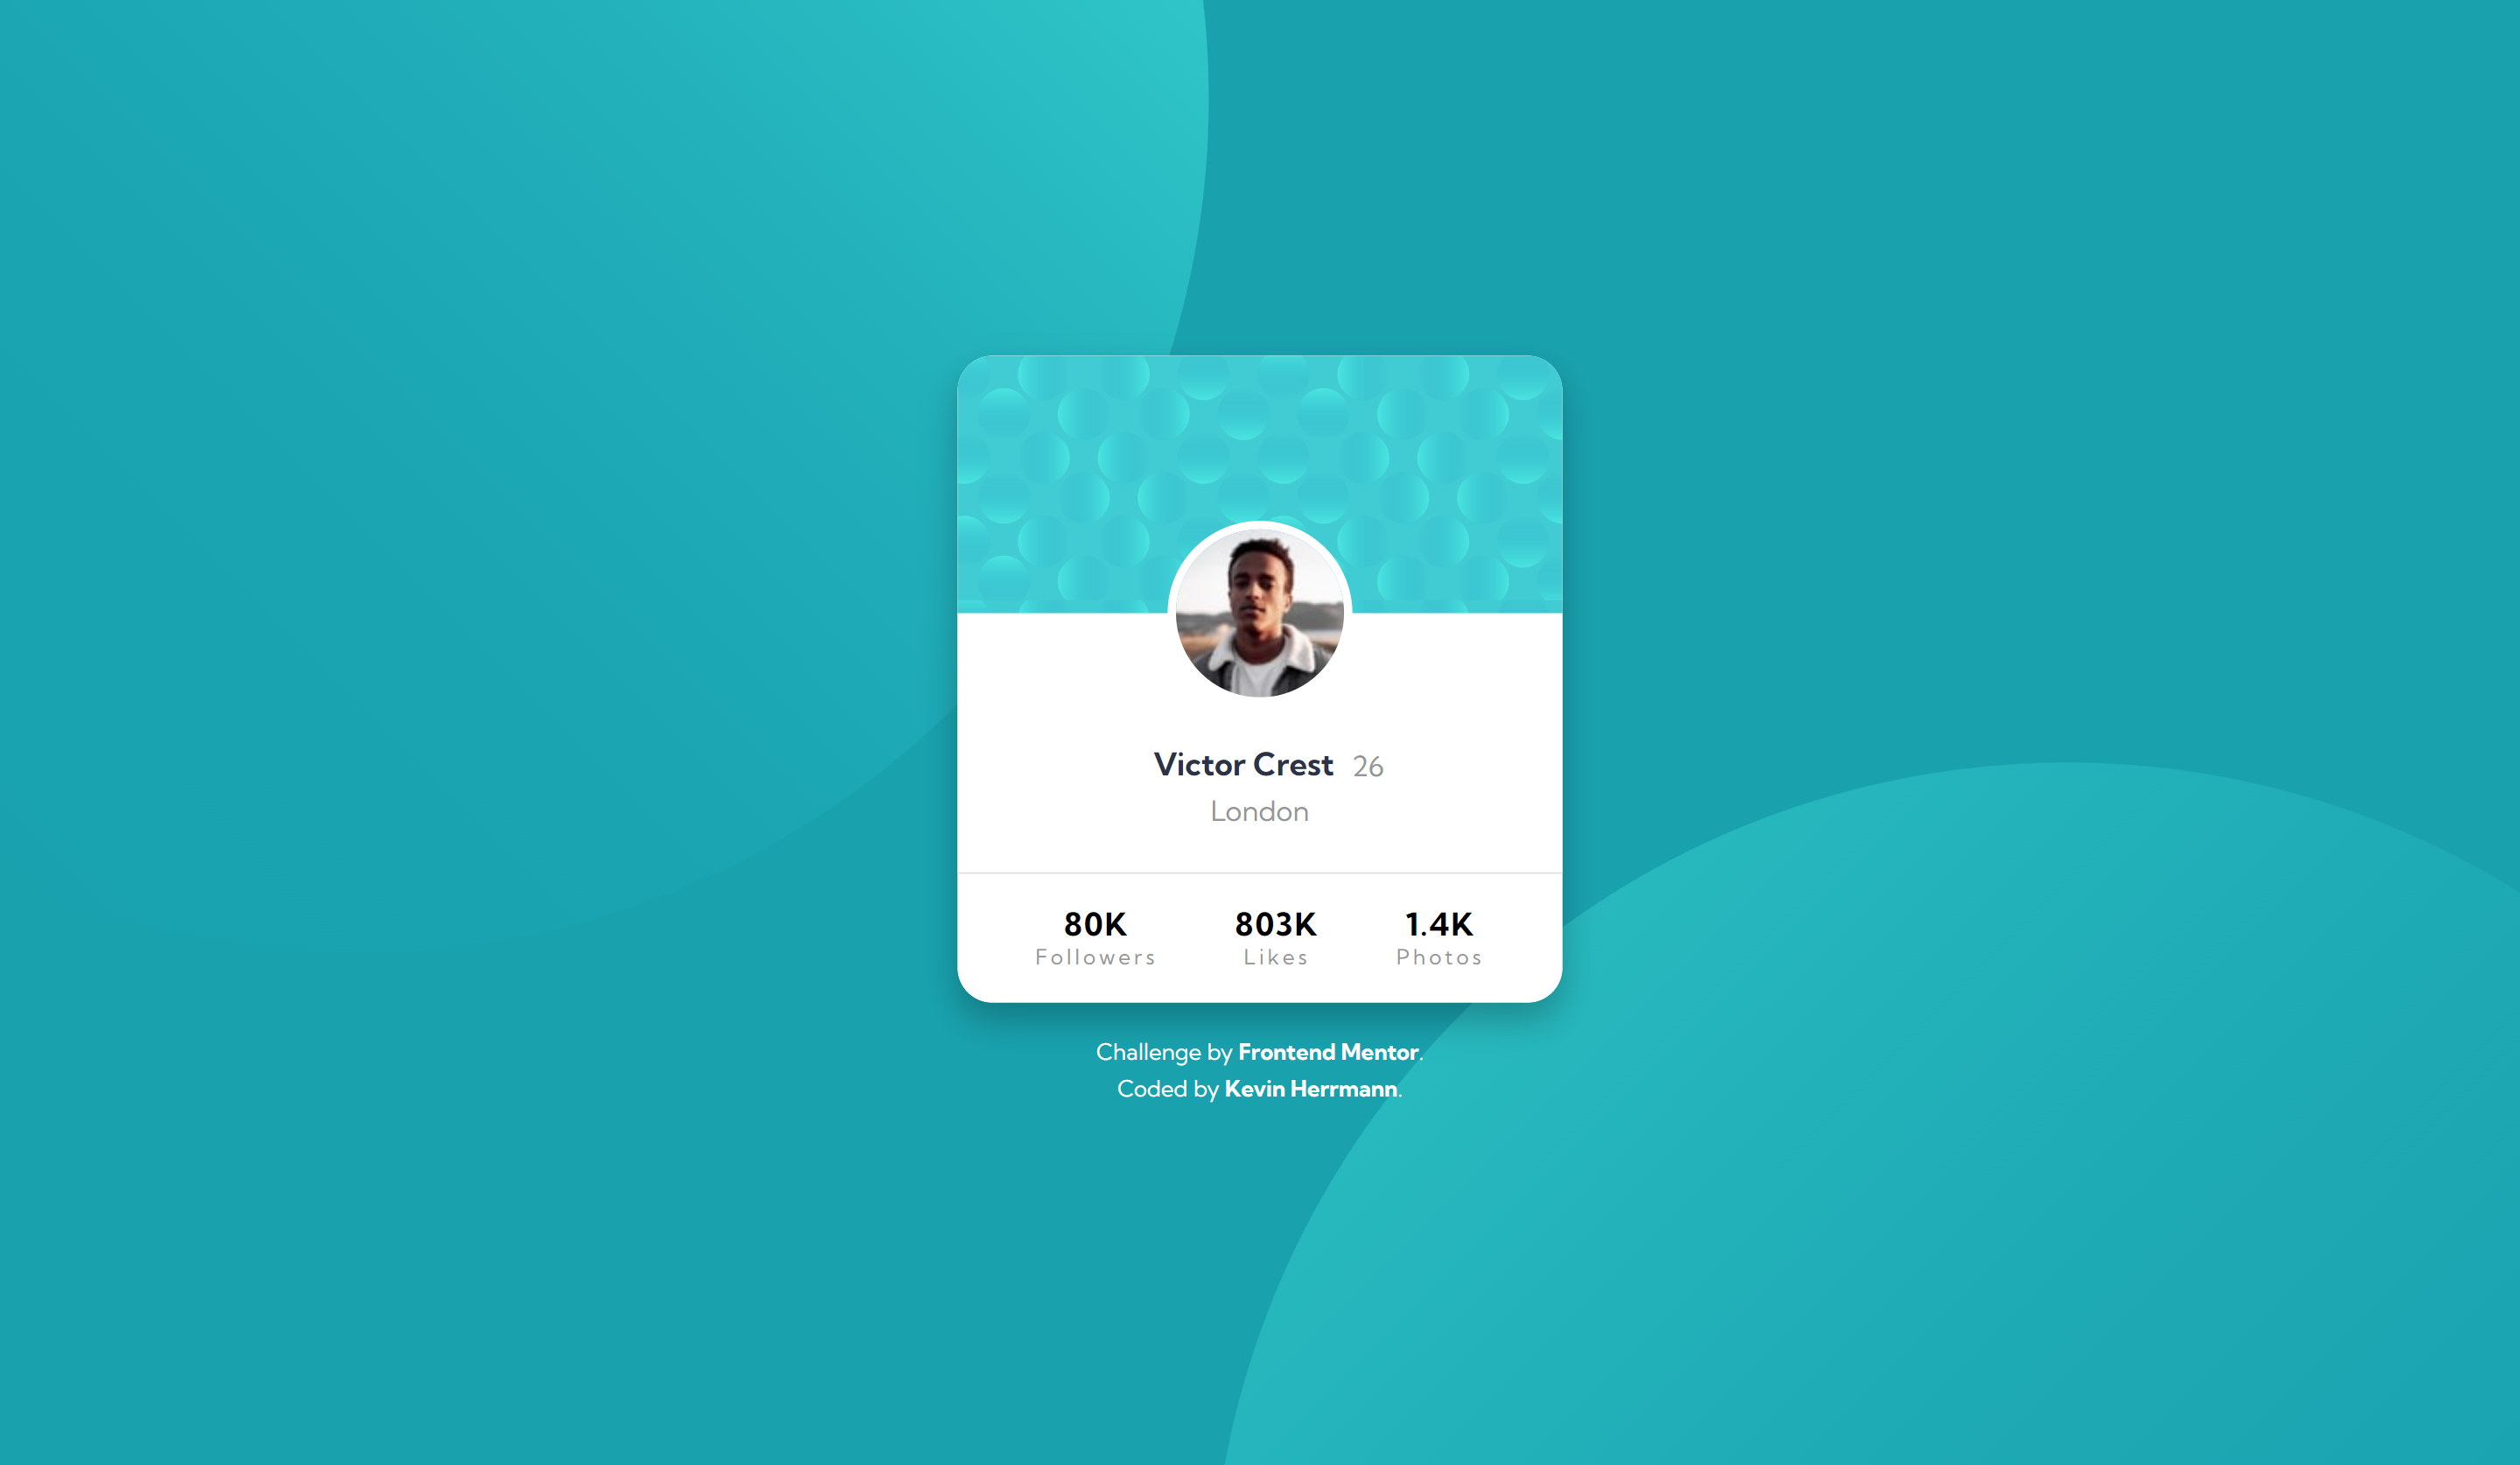 Victor Crest 26
London
80K 803K 1.4K
Followers Likes Photos
Challenge by Frontend Mentor.
Coded by Kevin Herrmann.